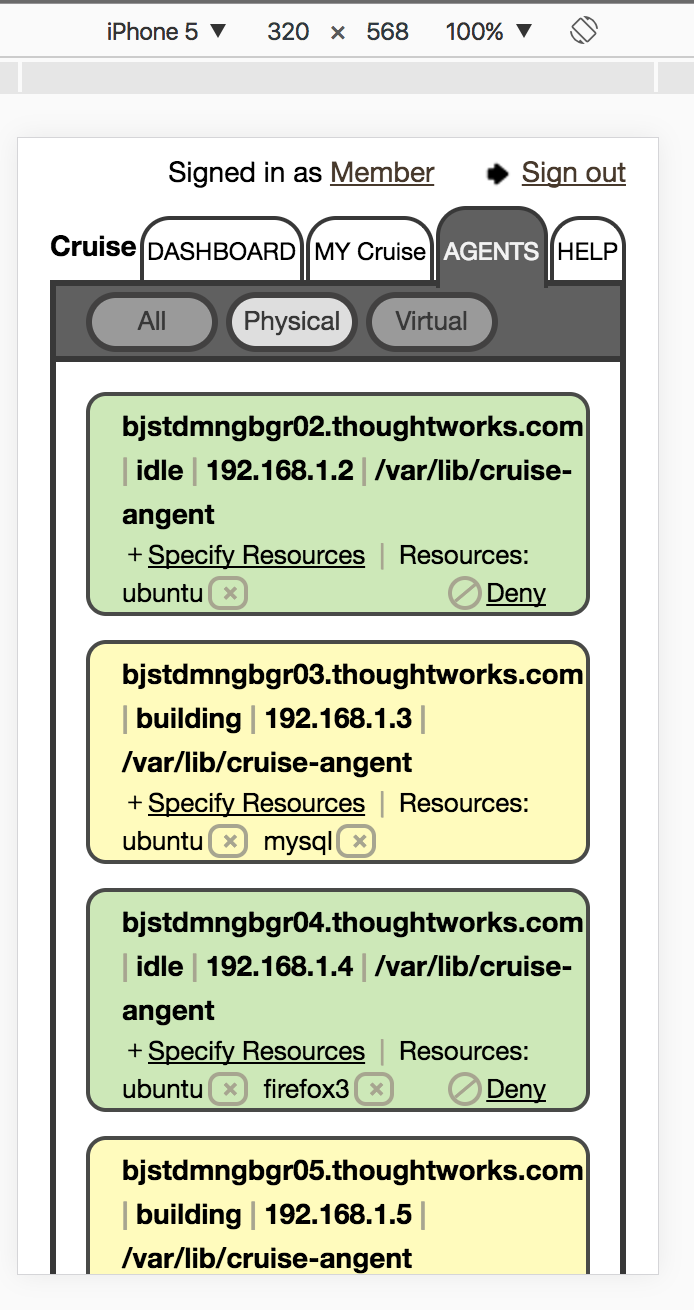 iPhone 5 ▼ 320 × 568 100% ▼
Signed in as Member Sign out
Cruise DASHBOARD MY Cruise AGENTS HELP
All Physical Virtual
bjstdmngbgr02.thoughtworks.com
| idle | 192.168.1.2 | /var/lib/cruise-
angent
+ Specify Resources | Resources:
ubuntu × Deny
bjstdmngbgr03.thoughtworks.com
| building | 192.168.1.3 |
/var/lib/cruise-angent
+ Specify Resources | Resources:
ubuntu × mysql ×
bjstdmngbgr04.thoughtworks.com
| idle | 192.168.1.4 | /var/lib/cruise-
angent
+ Specify Resources | Resources:
ubuntu × firefox3 × Deny
bjstdmngbgr05.thoughtworks.com
| building | 192.168.1.5 |
/var/lib/cruise-angent